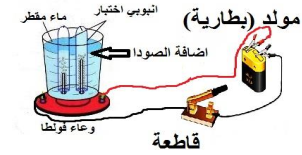 ماء مقطر
انبوبي اختبار
مولد (بطارية)
اضافة الصودا
وعاء فولطا
قاطعة